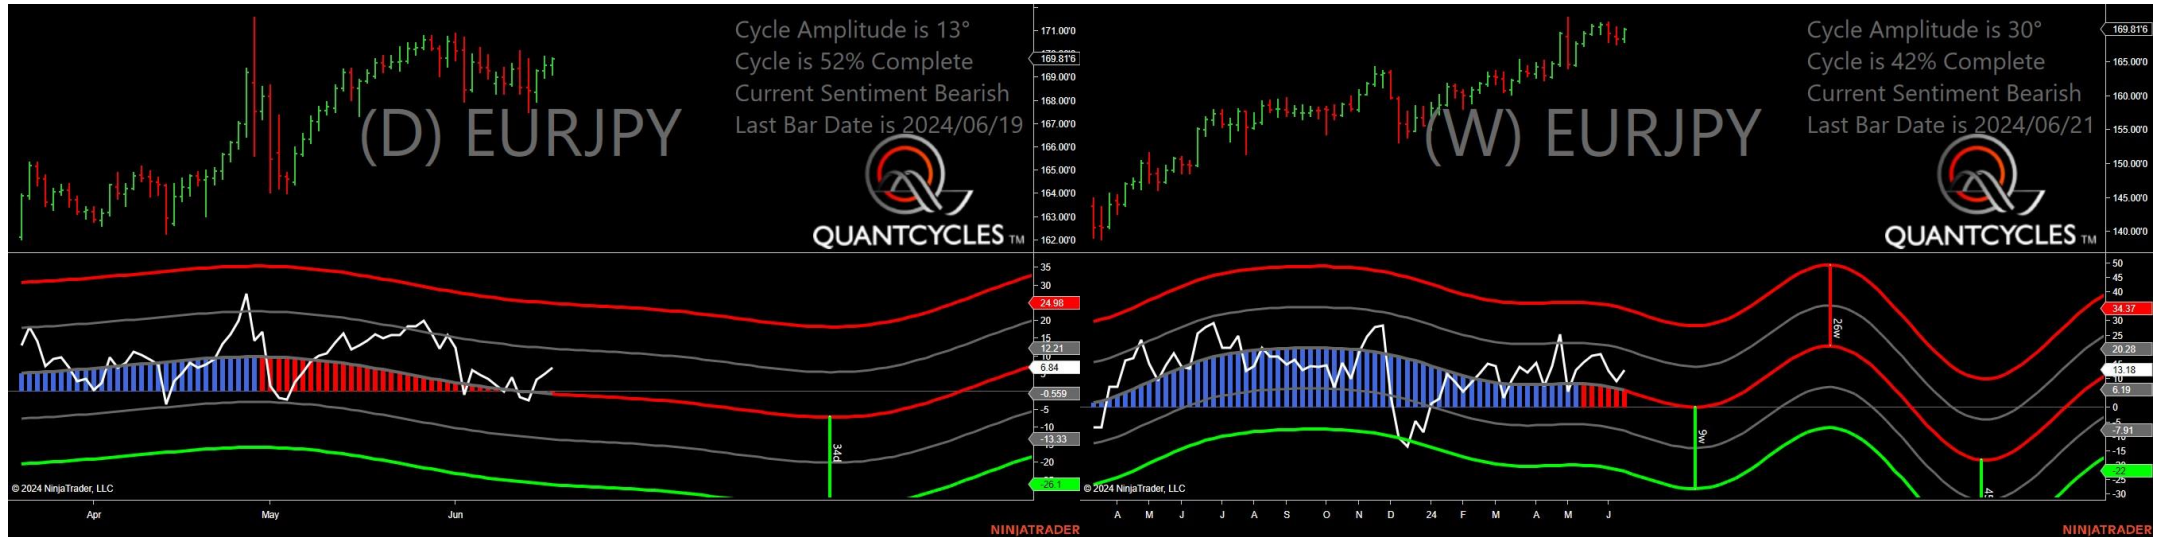 Cycle Amplitude is 13°
Cycle is 52% Complete
Current Sentiment Bearish
Last Bar Date is 2024/06/19
(D) EURJPY
QUANTCYCLES TM
171.00'0
169.81'6
169.00'0
168.00'0
167.00'0
166.00'0
165.00'0
164.00'0
163.00'0
162.00'0
35
30
24.98
20
12.21
10
6.84
-0.559
-5
-10
-13.33
-20
-26.1
34d
© 2024 NinjaTrader, LLC
Apr May Jun
NINJATRADER
Cycle Amplitude is 30°
Cycle is 42% Complete
Current Sentiment Bearish
Last Bar Date is 2024/06/21
(W) EURJPY
QUANTCYCLES TM
169.81'6
165.00'0
160.00'0
155.00'0
150.00'0
145.00'0
140.00'0
50
45
40
34.37
30
25
20.28
13.18
10
6.19
0
-7.91
-15
-22
-25
-30
26w
9w
© 2024 NinjaTrader, LLC
A M J J A S O N D 24 F M A M J
NINJATRADER